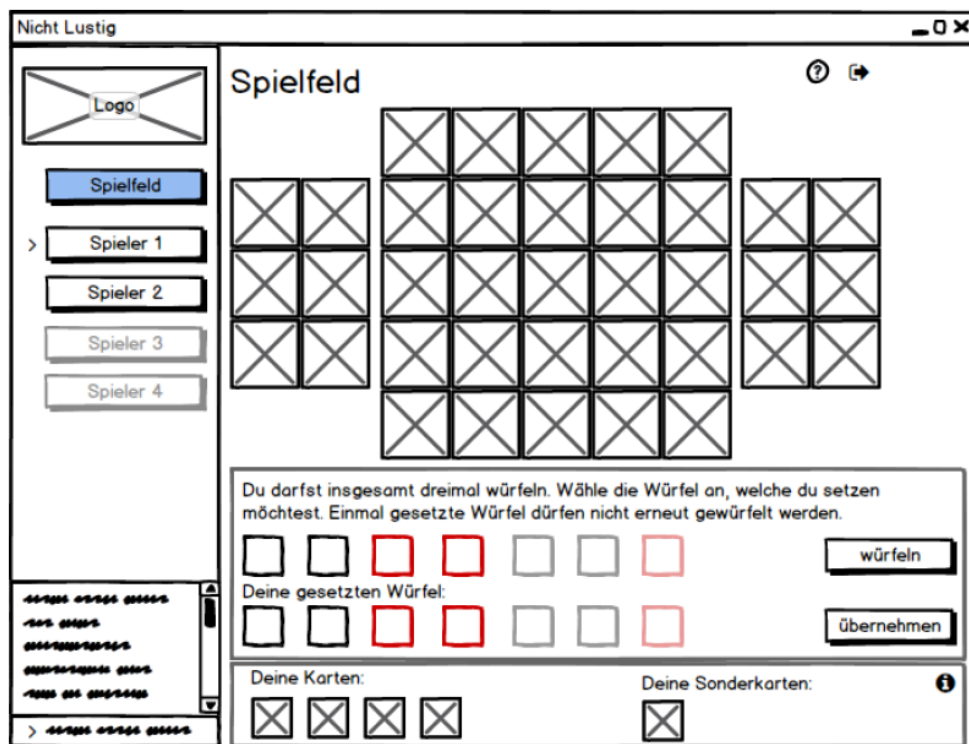 Nicht Lustig
Logo
Spielfeld
Spieler 1
Spieler 2
Spieler 3
Spieler 4
Spielfeld
Du darfst insgesamt dreimal würfeln. Wähle die Würfel an, welche du setzen
möchtest. Einmal gesetzte Würfel dürfen nicht erneut gewürfelt werden.
würfeln
Deine gesetzten Würfel:
übernehmen
Deine Karten:
Deine Sonderkarten: